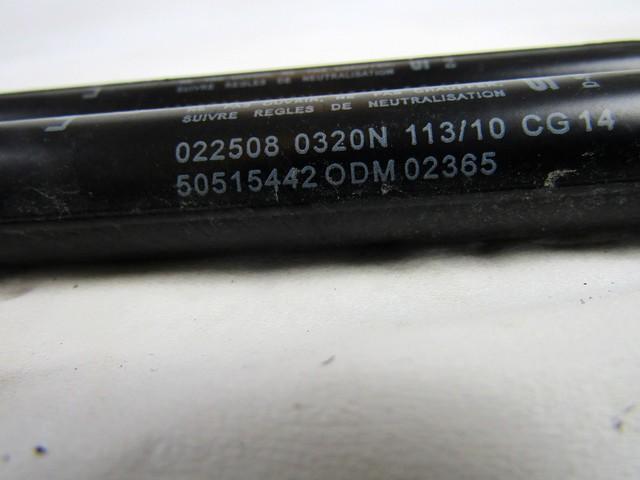 SUIVRE REGLES DE NEUTRALISATION
SUIVRE REGLES DE NEUTRALISATION
022508 0320N 113/10 CG 14
50515442 ODM 02365